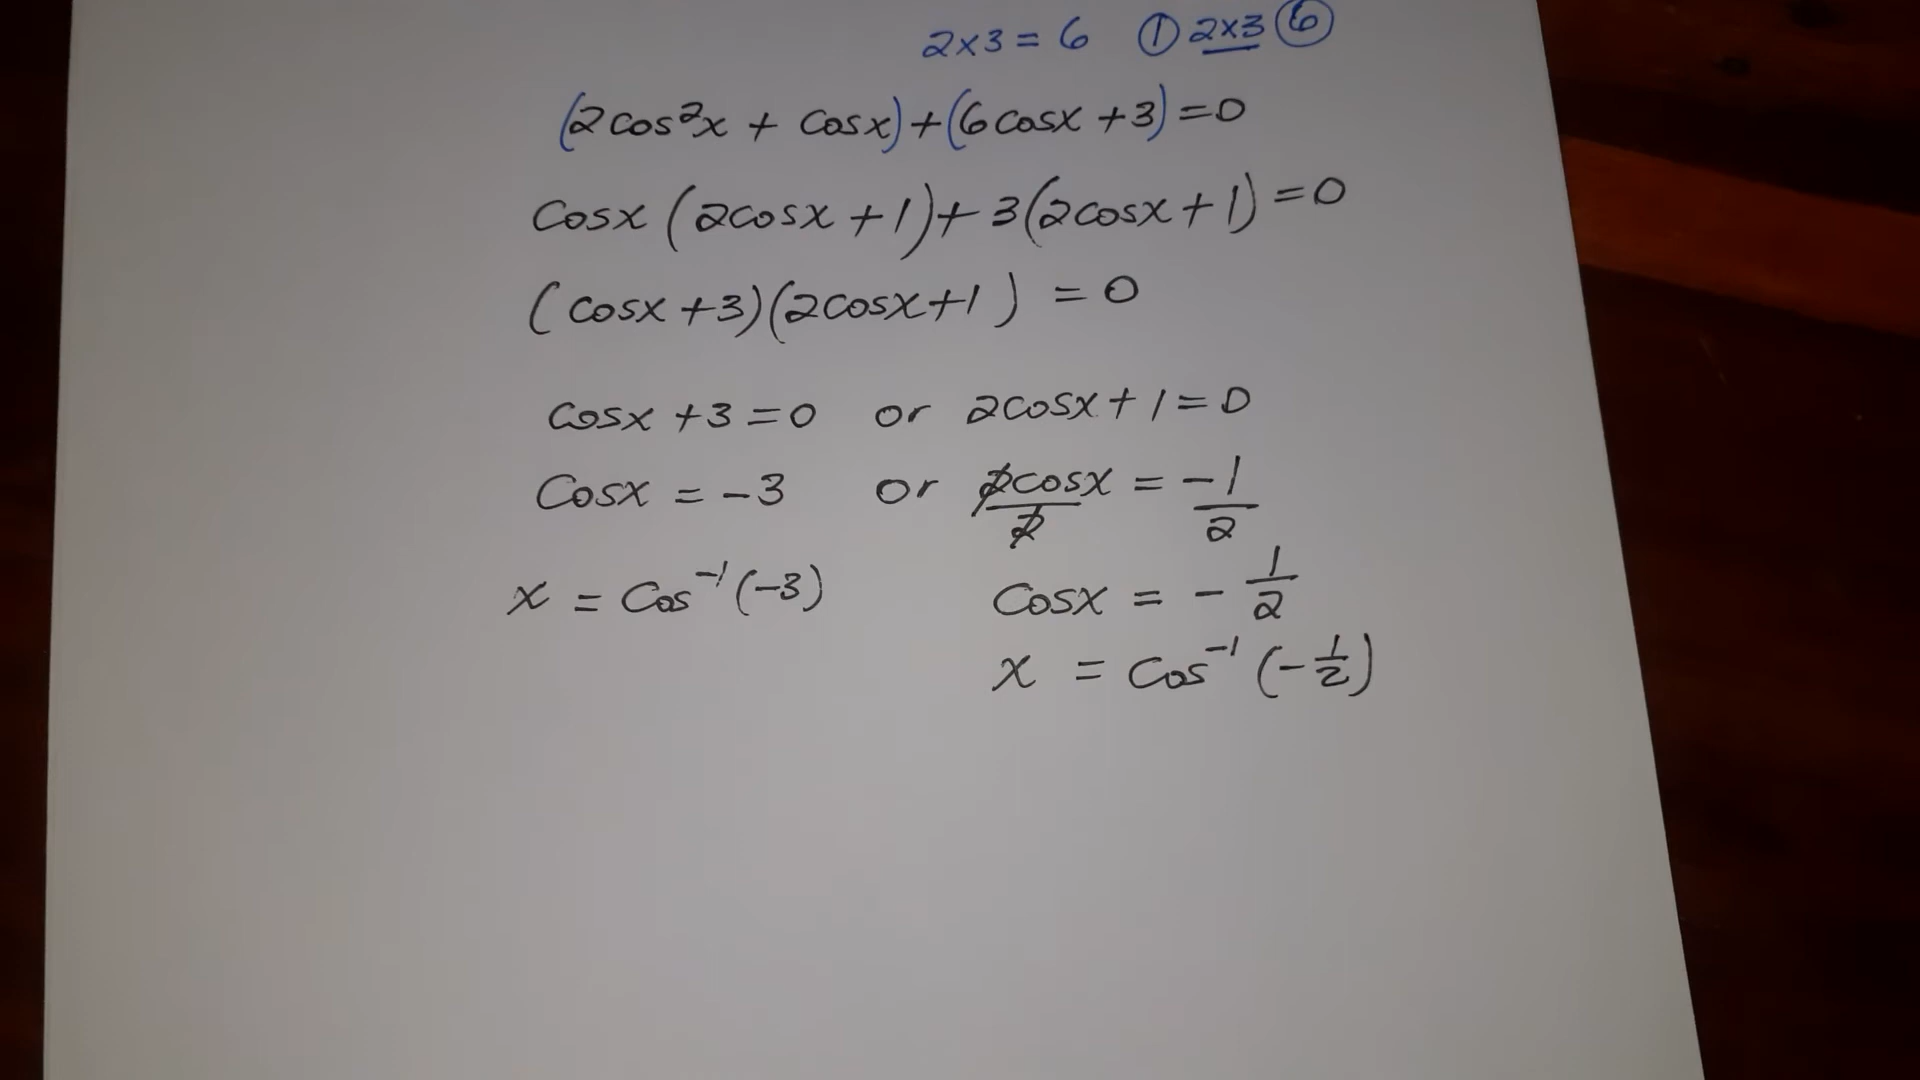 2×3=6 ① 2×3 ⑥
(2cos²x + cosx)+(6cosx+3)=0
cosx(2cosx+1)+3(2cosx+1)=0
(cosx+3)(2cosx+1) = 0
cosx+3=0 or 2cosx+1=0
cosx = -3 or 2cosx/2 = -1/2
x = cos⁻¹(-3) cosx = -1/2
x = cos⁻¹(-1/2)